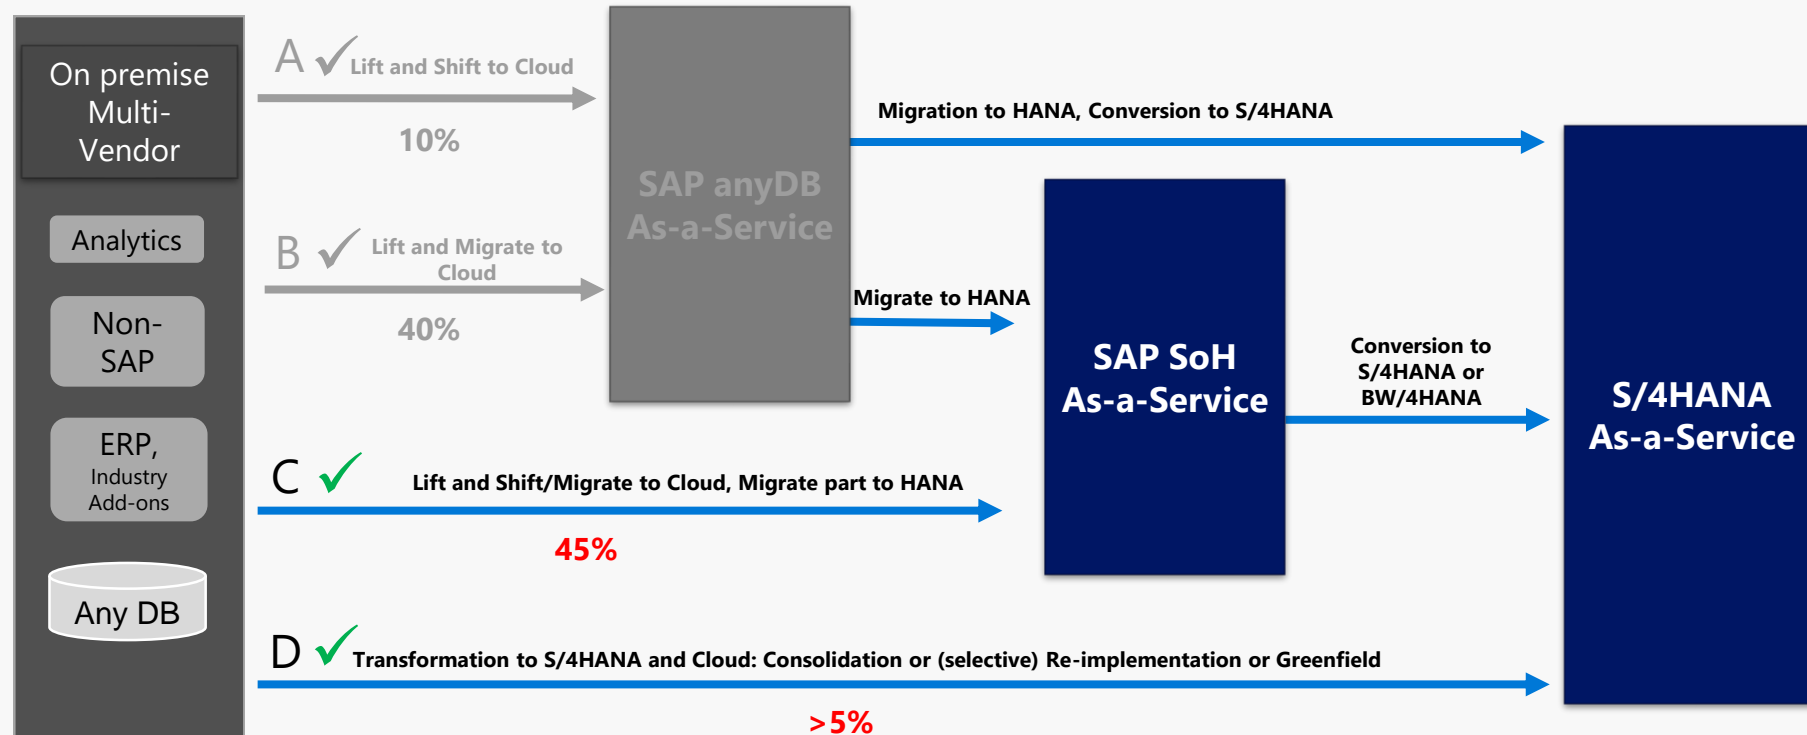 On premise
Multi-
Vendor
Analytics
Non-
SAP
ERP,
Industry
Add-ons
Any DB
A
Lift and Shift to Cloud
10%
B
Lift and Migrate to
Cloud
40%
SAP anyDB
As-a-Service
Migration to HANA, Conversion to S/4HANA
Migrate to HANA
SAP SoH
As-a-Service
Conversion to
S/4HANA or
BW/4HANA
S/4HANA
As-a-Service
C
Lift and Shift/Migrate to Cloud, Migrate part to HANA
45%
D
Transformation to S/4HANA and Cloud: Consolidation or (selective) Re-implementation or Greenfield
>5%